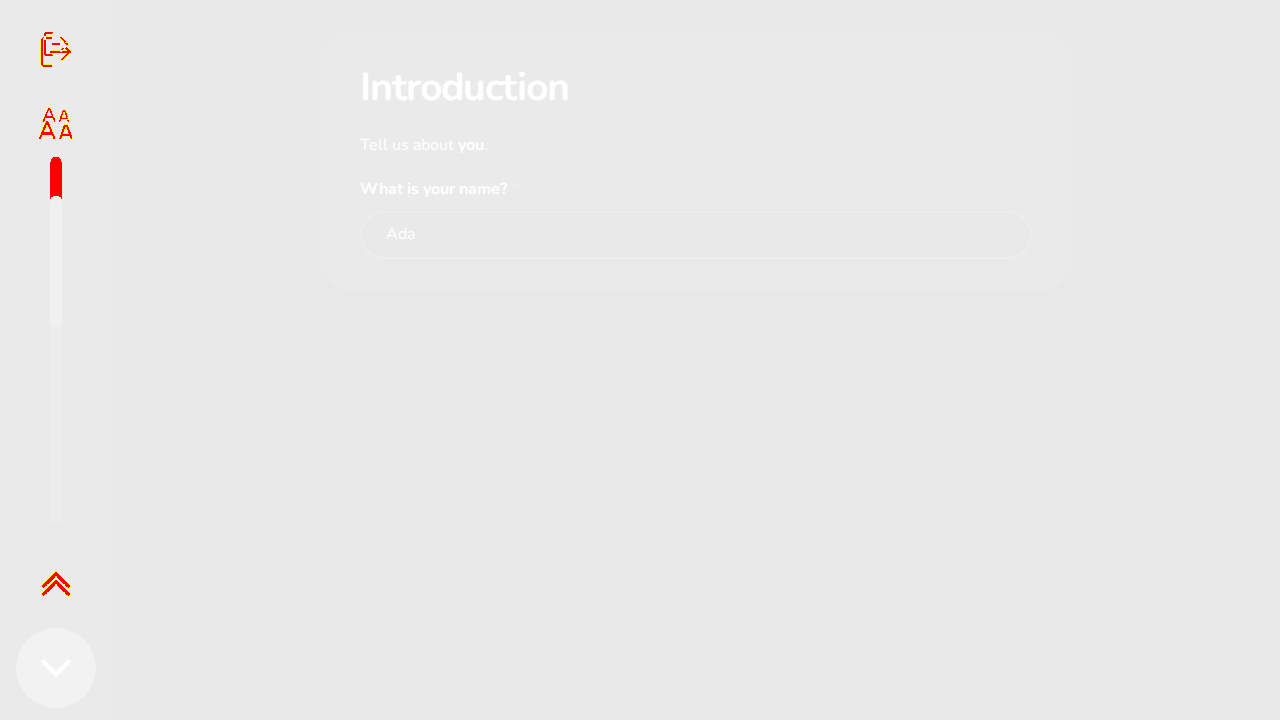 A A
A A
Introduction
Tell us about you.
What is your name?
Ada